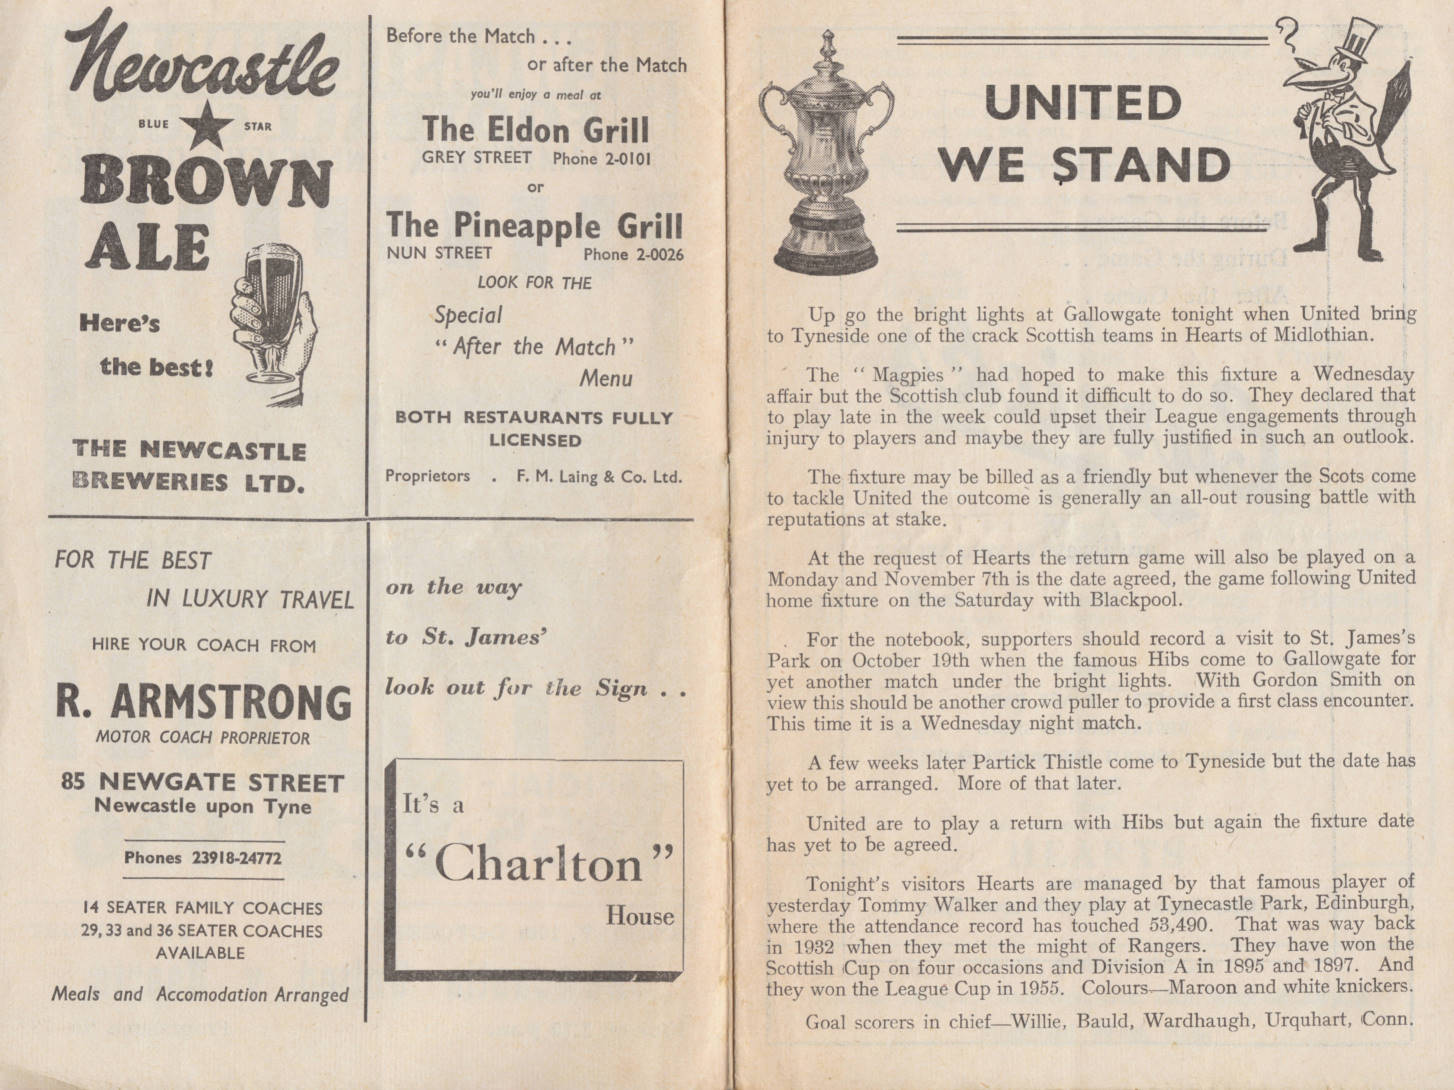 Newcastle
BLUE STAR
BROWN
ALE
Here's
the best!
THE NEWCASTLE
BREWERIES LTD.
Before the Match . . .
or after the Match
you'll enjoy a meal at
The Eldon Grill
GREY STREET Phone 2-0101
or
The Pineapple Grill
NUN STREET Phone 2-0026
LOOK FOR THE
Special
" After the Match "
Menu
BOTH RESTAURANTS FULLY
LICENSED
Proprietors . F. M. Laing & Co. Ltd.
FOR THE BEST
IN LUXURY TRAVEL
HIRE YOUR COACH FROM
R. ARMSTRONG
MOTOR COACH PROPRIETOR
85 NEWGATE STREET
Newcastle upon Tyne
Phones 23918-24772
14 SEATER FAMILY COACHES
29, 33 and 36 SEATER COACHES
AVAILABLE
Meals and Accomodation Arranged
on the way
to St. James'
look out for the Sign . .
It's a
" Charlton "
House
UNITED
WE STAND
?
Up go the bright lights at Gallowgate tonight when United bring
to Tyneside one of the crack Scottish teams in Hearts of Midlothian.
The " Magpies " had hoped to make this fixture a Wednesday
affair but the Scottish club found it difficult to do so. They declared that
to play late in the week could upset their League engagements through
injury to players and maybe they are fully justified in such an outlook.
The fixture may be billed as a friendly but whenever the Scots come
to tackle United the outcome is generally an all-out rousing battle with
reputations at stake.
At the request of Hearts the return game will also be played on a
Monday and November 7th is the date agreed, the game following United
home fixture on the Saturday with Blackpool.
For the notebook, supporters should record a visit to St. James's
Park on October 19th when the famous Hibs come to Gallowgate for
yet another match under the bright lights. With Gordon Smith on
view this should be another crowd puller to provide a first class encounter.
This time it is a Wednesday night match.
A few weeks later Partick Thistle come to Tyneside but the date has
yet to be arranged. More of that later.
United are to play a return with Hibs but again the fixture date
has yet to be agreed.
Tonight's visitors Hearts are managed by that famous player of
yesterday Tommy Walker and they play at Tynecastle Park, Edinburgh,
where the attendance record has touched 53,490. That was way back
in 1932 when they met the might of Rangers. They have won the
Scottish Cup on four occasions and Division A in 1895 and 1897. And
they won the League Cup in 1955. Colours—Maroon and white knickers.
Goal scorers in chief—Willie, Bauld, Wardhaugh, Urquhart, Conn.